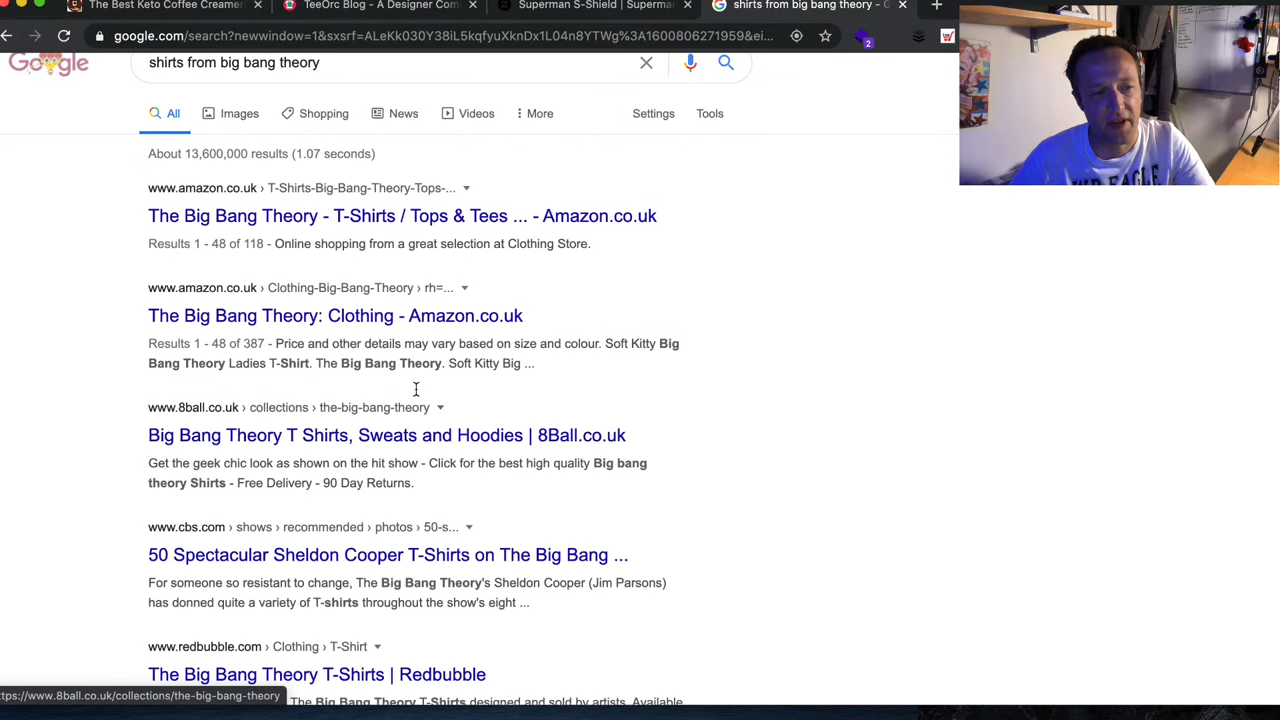 The Best Keto Coffee Creamer
TeeOrc Blog - A Designer Com
Superman S-Shield | Superma
shirts from big bang theory - G
google.com/search?newwindow=1&sxsrf=ALeKk030Y38iL5kqfyuXknDx1L04n8YTWg%3A1600806271959&ei...
2
Google
shirts from big bang theory
All
Images
Shopping
News
Videos
More
Settings
Tools
About 13,600,000 results (1.07 seconds)
www.amazon.co.uk › T-Shirts-Big-Bang-Theory-Tops-...
The Big Bang Theory - T-Shirts / Tops & Tees ... - Amazon.co.uk
Results 1 - 48 of 118 - Online shopping from a great selection at Clothing Store.
www.amazon.co.uk › Clothing-Big-Bang-Theory › rh=...
The Big Bang Theory: Clothing - Amazon.co.uk
Results 1 - 48 of 387 - Price and other details may vary based on size and colour. Soft Kitty Big
Bang Theory Ladies T-Shirt. The Big Bang Theory. Soft Kitty Big ...
www.8ball.co.uk › collections › the-big-bang-theory
Big Bang Theory T Shirts, Sweats and Hoodies | 8Ball.co.uk
Get the geek chic look as shown on the hit show - Click for the best high quality Big bang
theory Shirts - Free Delivery - 90 Day Returns.
www.cbs.com › shows › recommended › photos › 50-s...
50 Spectacular Sheldon Cooper T-Shirts on The Big Bang ...
For someone so resistant to change, The Big Bang Theory's Sheldon Cooper (Jim Parsons)
has donned quite a variety of T-shirts throughout the show's eight ...
www.redbubble.com › Clothing › T-Shirt
The Big Bang Theory T-Shirts | Redbubble
The Big Bang Theory T-Shirts designed and sold by artists. Available
ttps://www.8ball.co.uk/collections/the-big-bang-theory
EAGLE